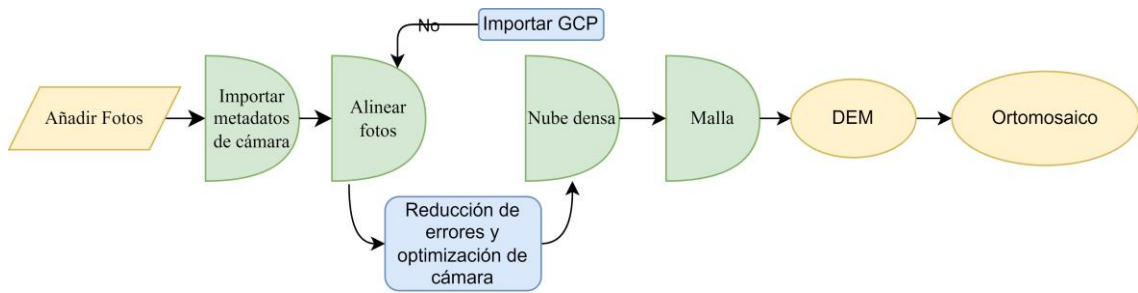 No
Importar GCP
Añadir Fotos
Importar
metadatos
de cámara
Alinear
fotos
Nube densa
Malla
DEM
Ortomosaico
Reducción de
errores y
optimización de
cámara